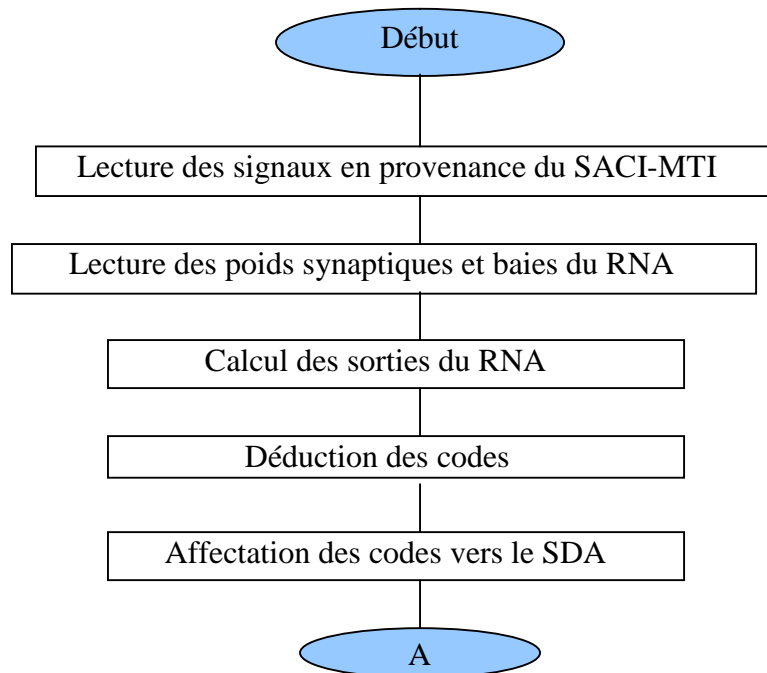 Début
Lecture des signaux en provenance du SACI-MTI
Lecture des poids synaptiques et baies du RNA
Calcul des sorties du RNA
Déduction des codes
Affectation des codes vers le SDA
A